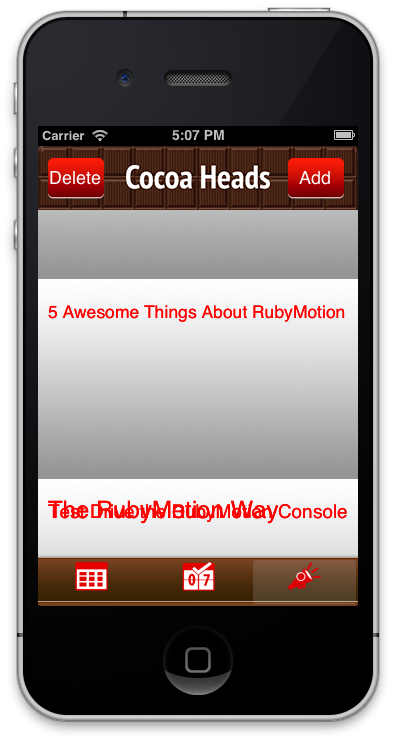 Carrier 5:07 PM
Delete Cocoa Heads Add
5 Awesome Things About RubyMotion
The RubyMotion Way
Test Drive the RubyMotion Console
07